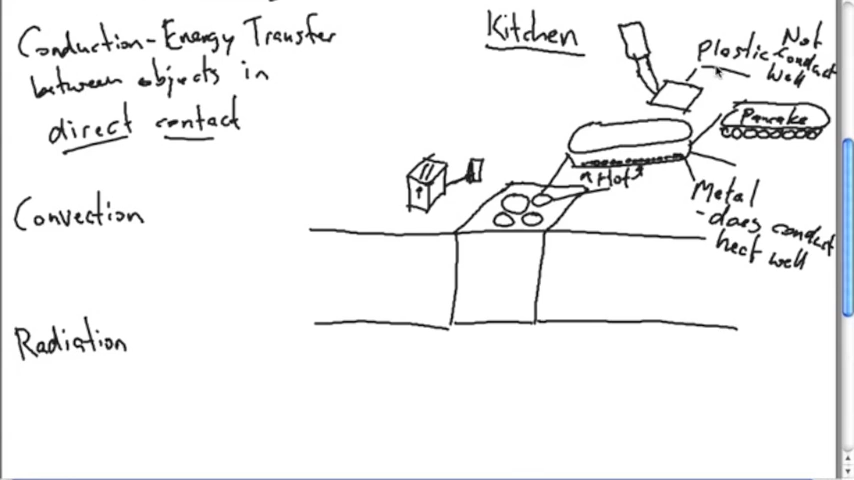 Conduction-Energy Transfer
between objects in
direct contact
Kitchen
Plastic Not
conduct
well
Pancake
Hot
Metal
-does conduct
heat well
Convection
Radiation